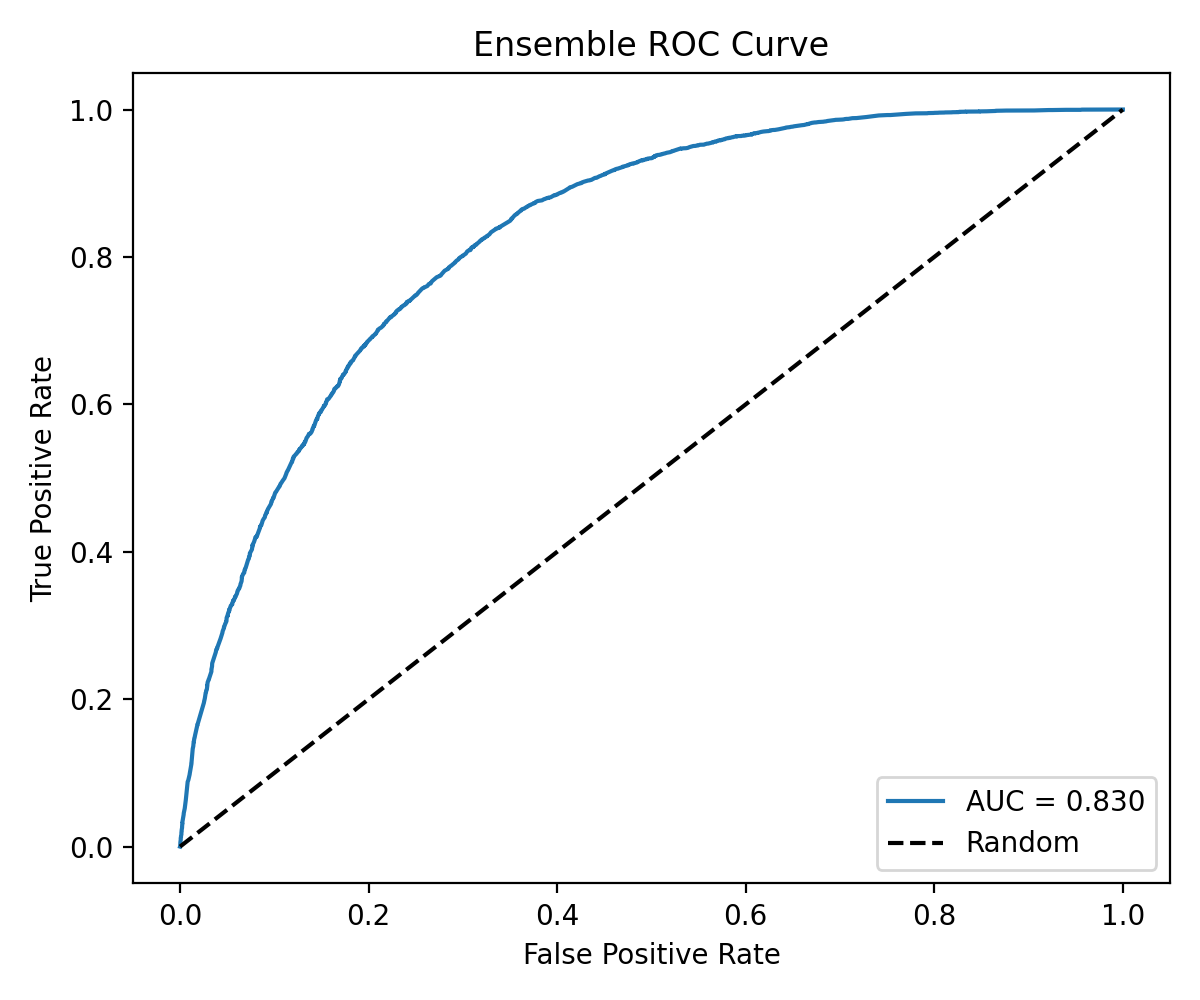 Ensemble ROC Curve
1.0
0.8
0.6
0.4
0.2
0.0
True Positive Rate
AUC = 0.830
Random
0.0 0.2 0.4 0.6 0.8 1.0
False Positive Rate